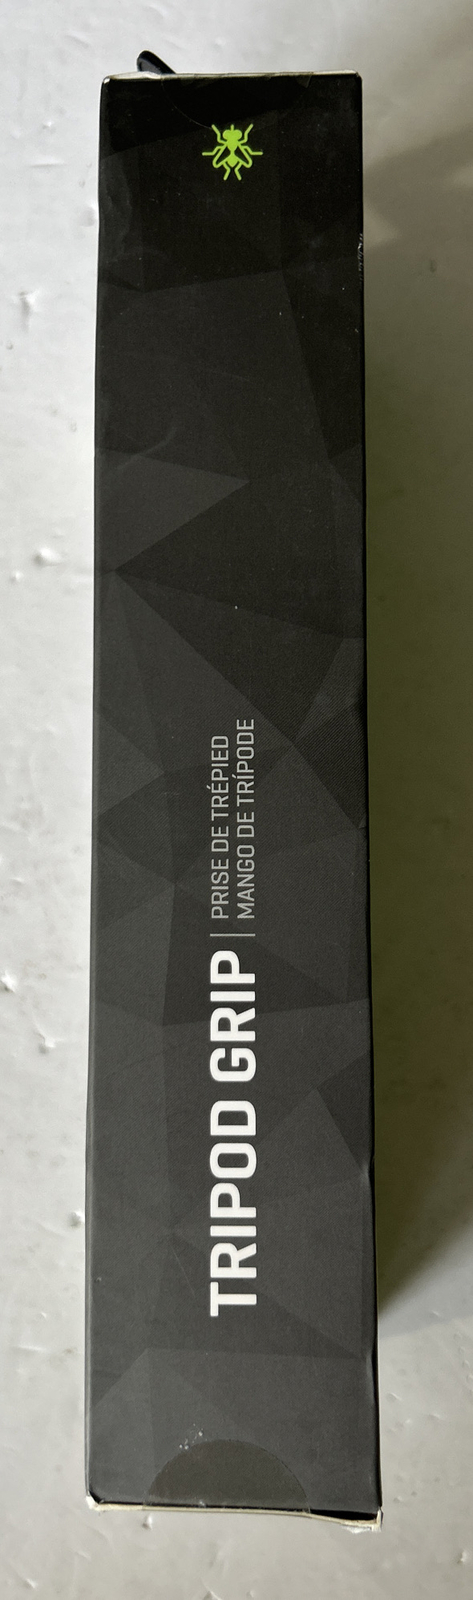 TRIPOD GRIP
PRISE DE TRÉPIED
MANGO DE TRÍPODE